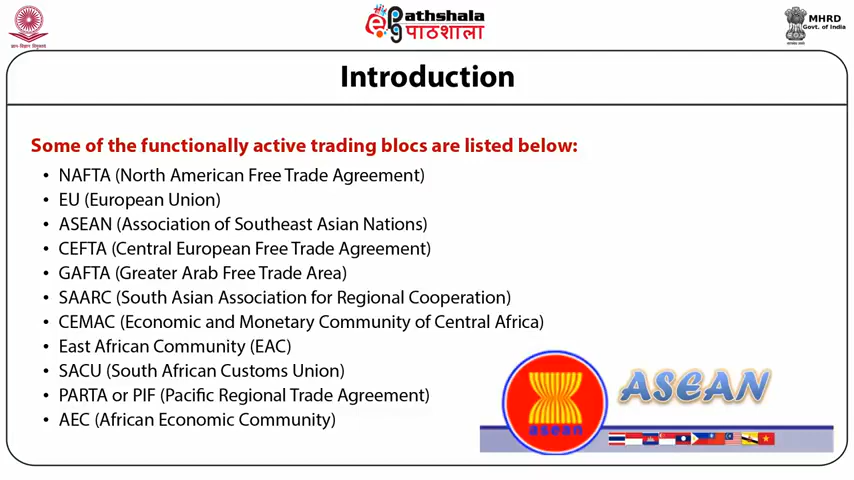 ePathshala
पाठशाला
MHRD
Govt. of India
Introduction
Some of the functionally active trading blocs are listed below:
• NAFTA (North American Free Trade Agreement)
• EU (European Union)
• ASEAN (Association of Southeast Asian Nations)
• CEFTA (Central European Free Trade Agreement)
• GAFTA (Greater Arab Free Trade Area)
• SAARC (South Asian Association for Regional Cooperation)
• CEMAC (Economic and Monetary Community of Central Africa)
• East African Community (EAC)
• SACU (South African Customs Union)
• PARTA or PIF (Pacific Regional Trade Agreement)
• AEC (African Economic Community)
ASEAN
asean